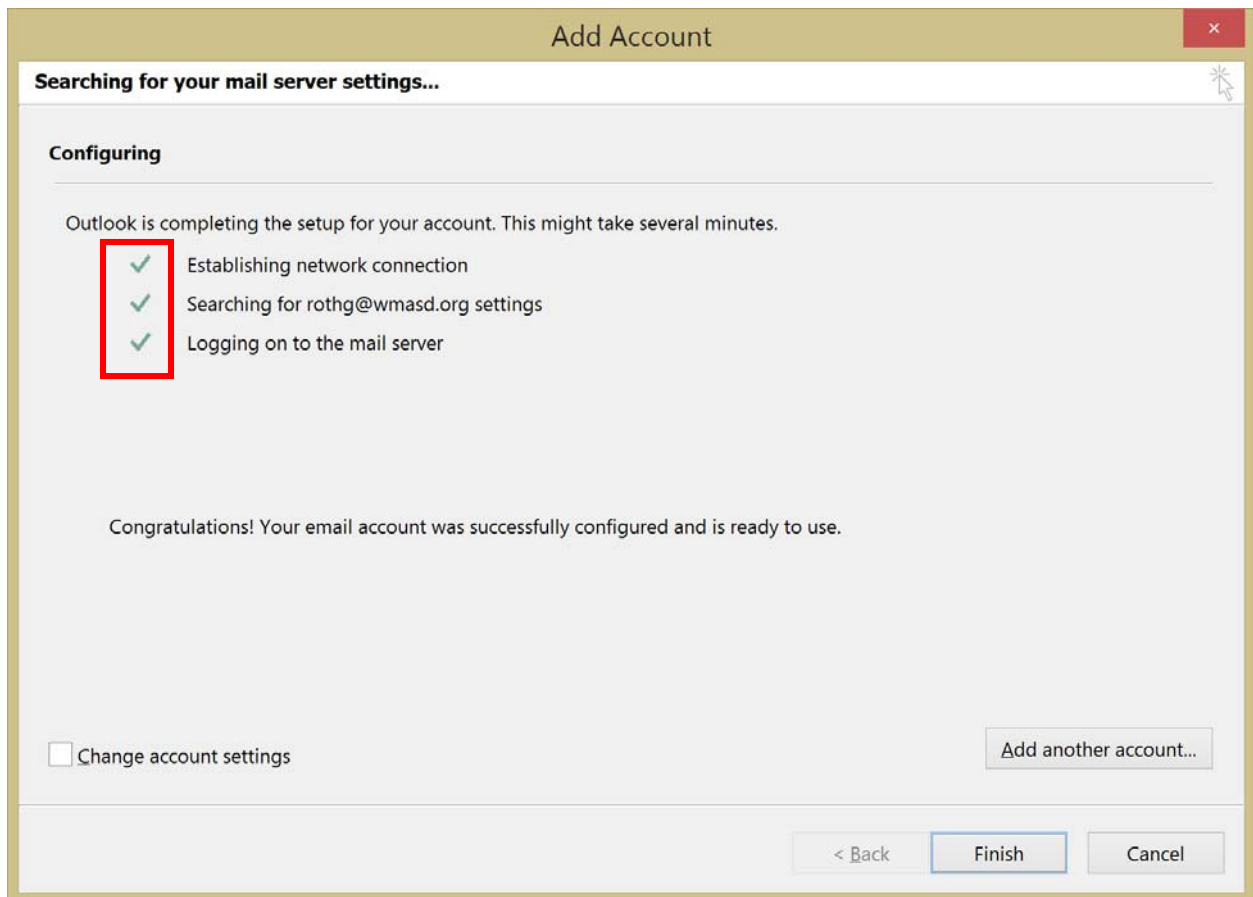 Add Account
Searching for your mail server settings...
Configuring
Outlook is completing the setup for your account. This might take several minutes.
Establishing network connection
Searching for rothg@wmasd.org settings
Logging on to the mail server
Congratulations! Your email account was successfully configured and is ready to use.
Change account settings
Add another account...
< Back
Finish
Cancel